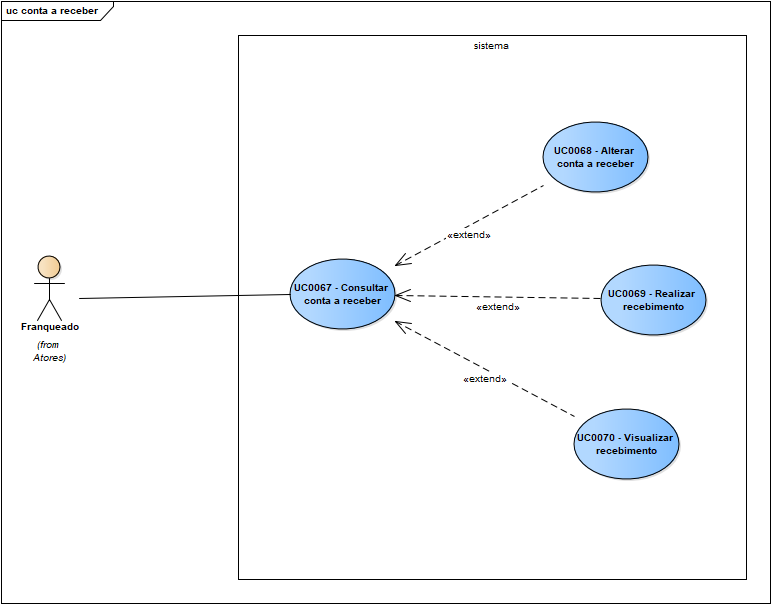 uc conta a receber
sistema
UC0068 - Alterar
conta a receber
«extend»
UC0067 - Consultar
conta a receber
UC0069 - Realizar
recebimento
«extend»
Franqueado
(from
Atores)
«extend»
UC0070 - Visualizar
recebimento